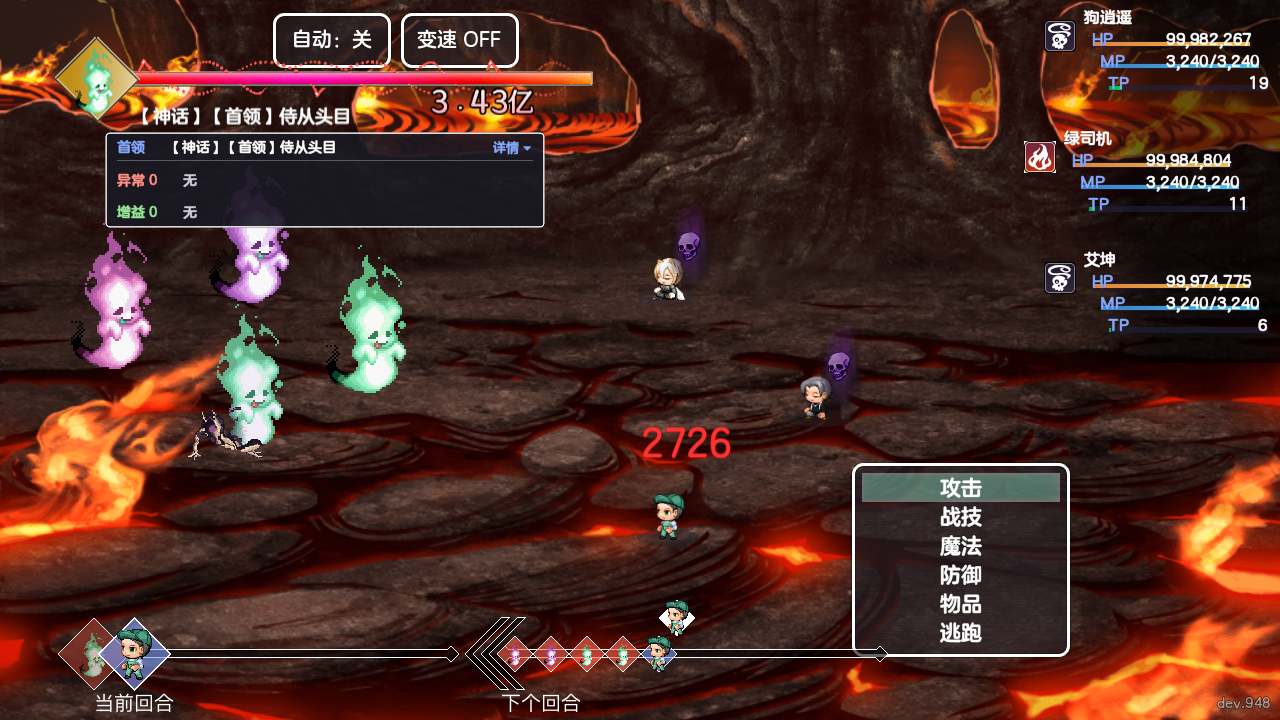 自动：关
变速 OFF
3.43亿
【神话】【首领】侍从头目
首领 【神话】【首领】侍从头目 详情
异常 0 无
增益 0 无
狗逍遥
HP 99,982,267
MP 3,240/3,240
TP 19
绿司机
HP 99,984,804
MP 3,240/3,240
TP 11
艾坤
HP 99,974,775
MP 3,240/3,240
TP 6
2726
攻击
战技
魔法
防御
物品
逃跑
当前回合
下个回合
dev.948